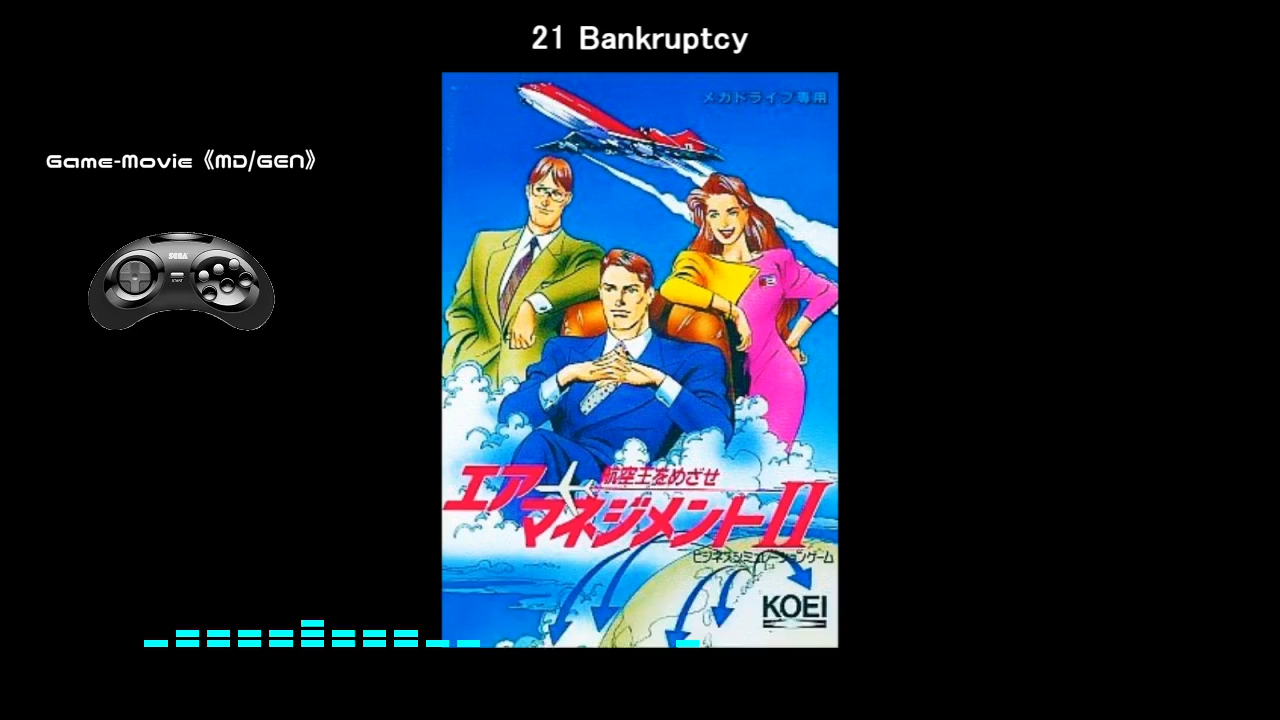 21 Bankruptcy
メガドライブ専用
Game-Movie《MD/GEN》
SEGA
START
航空王をめざせ
エアマネジメントII
ビジネスシミュレーションゲーム
KOEI